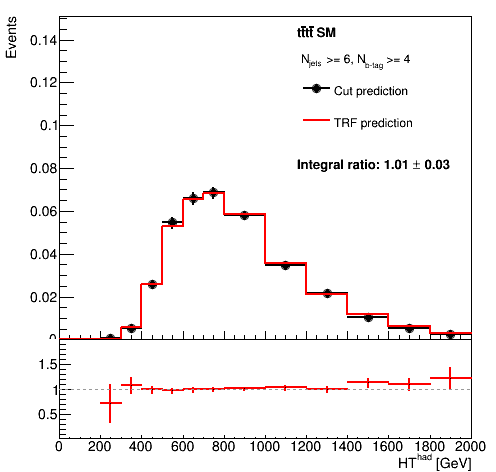 Events
0.14
0.12
0.1
0.08
0.06
0.04
0.02
0
tt̄tt̄ SM
N_jets >= 6, N_b-tag >= 4
Cut prediction
TRF prediction
Integral ratio: 1.01 ± 0.03
1.5
1
0.5
0 200 400 600 800 1000 1200 1400 1600 1800 2000
HT^had [GeV]